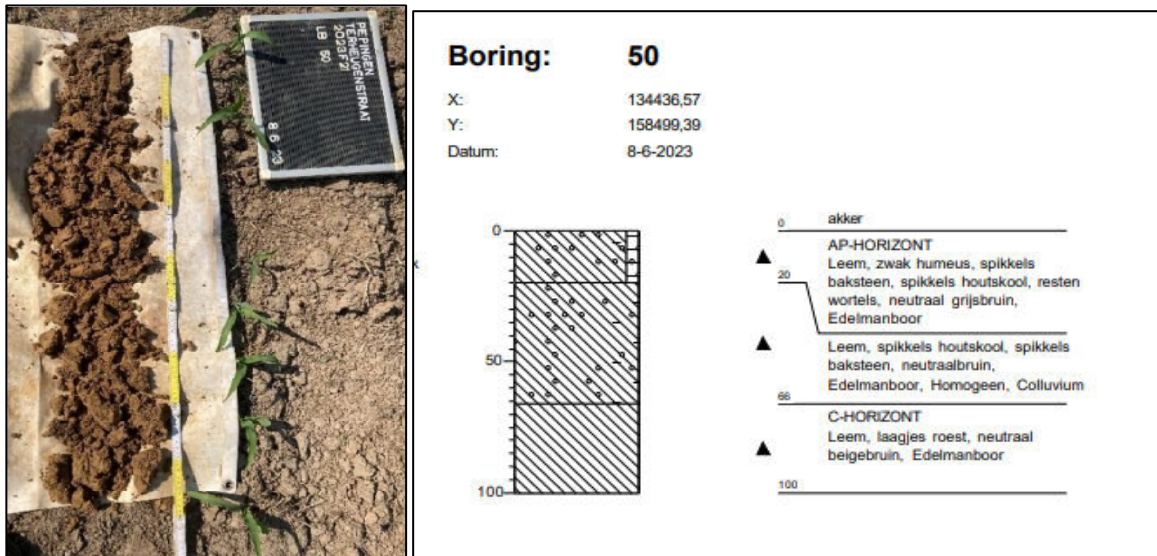 PEPINGEN
TERHEUGENSTRAAT
2023F21
LB 50
8 6 23
Boring: 50
X: 134436,57
Y: 158499,39
Datum: 8-6-2023
0
50
100
0 akker
AP-HORIZONT
Leem, zwak humeus, spikkels
baksteen, spikkels houtskool, resten
wortels, neutraal grijsbruin,
Edelmanboor
20
Leem, spikkels houtskool, spikkels
baksteen, neutraalbruin,
Edelmanboor, Homogeen, Colluvium
66
C-HORIZONT
Leem, laagjes roest, neutraal
beigebruin, Edelmanboor
100